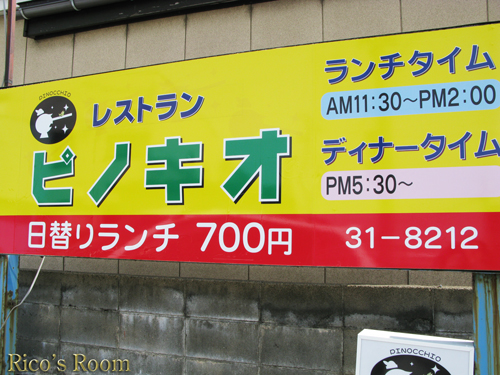 DINOCCHIO
レストラン
ピノキオ
ランチタイム
AM11:30～PM2:00
ディナータイム
PM5:30～
日替りランチ 700円
31-8212
DINOCCHIO
Rico's Room